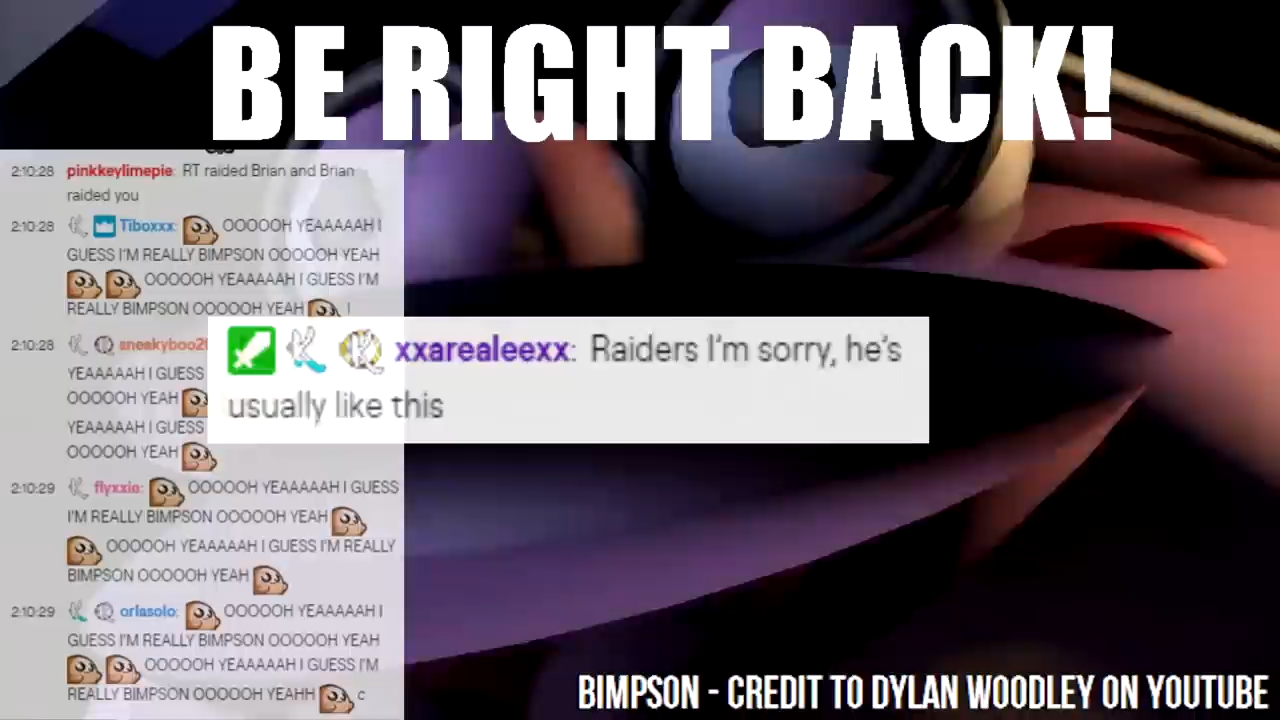 BE RIGHT BACK!
2:10:28 pinkkeylimepie: RT raided Brian and Brian
raided you
2:10:28 Tiboxxx: OOOOOH YEAAAAAH I
GUESS I'M REALLY BIMPSON OOOOOH YEAH
OOOOOH YEAAAAAH I GUESS I'M
REALLY BIMPSON OOOOOH YEAH I
2:10:28
YEAAAAAH I GUESS
OOOOOH YEAH
YEAAAAAH I GUESS
OOOOOH YEAH
xxarealeexx: Raiders I'm sorry, he's
usually like this
2:10:29 flyxxie: OOOOOH YEAAAAAH I GUESS
I'M REALLY BIMPSON OOOOOH YEAH
OOOOOH YEAAAAAH I GUESS I'M REALLY
BIMPSON OOOOOH YEAH
2:10:29 orlasolo: OOOOOH YEAAAAAH I
GUESS I'M REALLY BIMPSON OOOOOH YEAH
OOOOOH YEAAAAAH I GUESS I'M
REALLY BIMPSON OOOOOH YEAHH c
BIMPSON - CREDIT TO DYLAN WOODLEY ON YOUTUBE